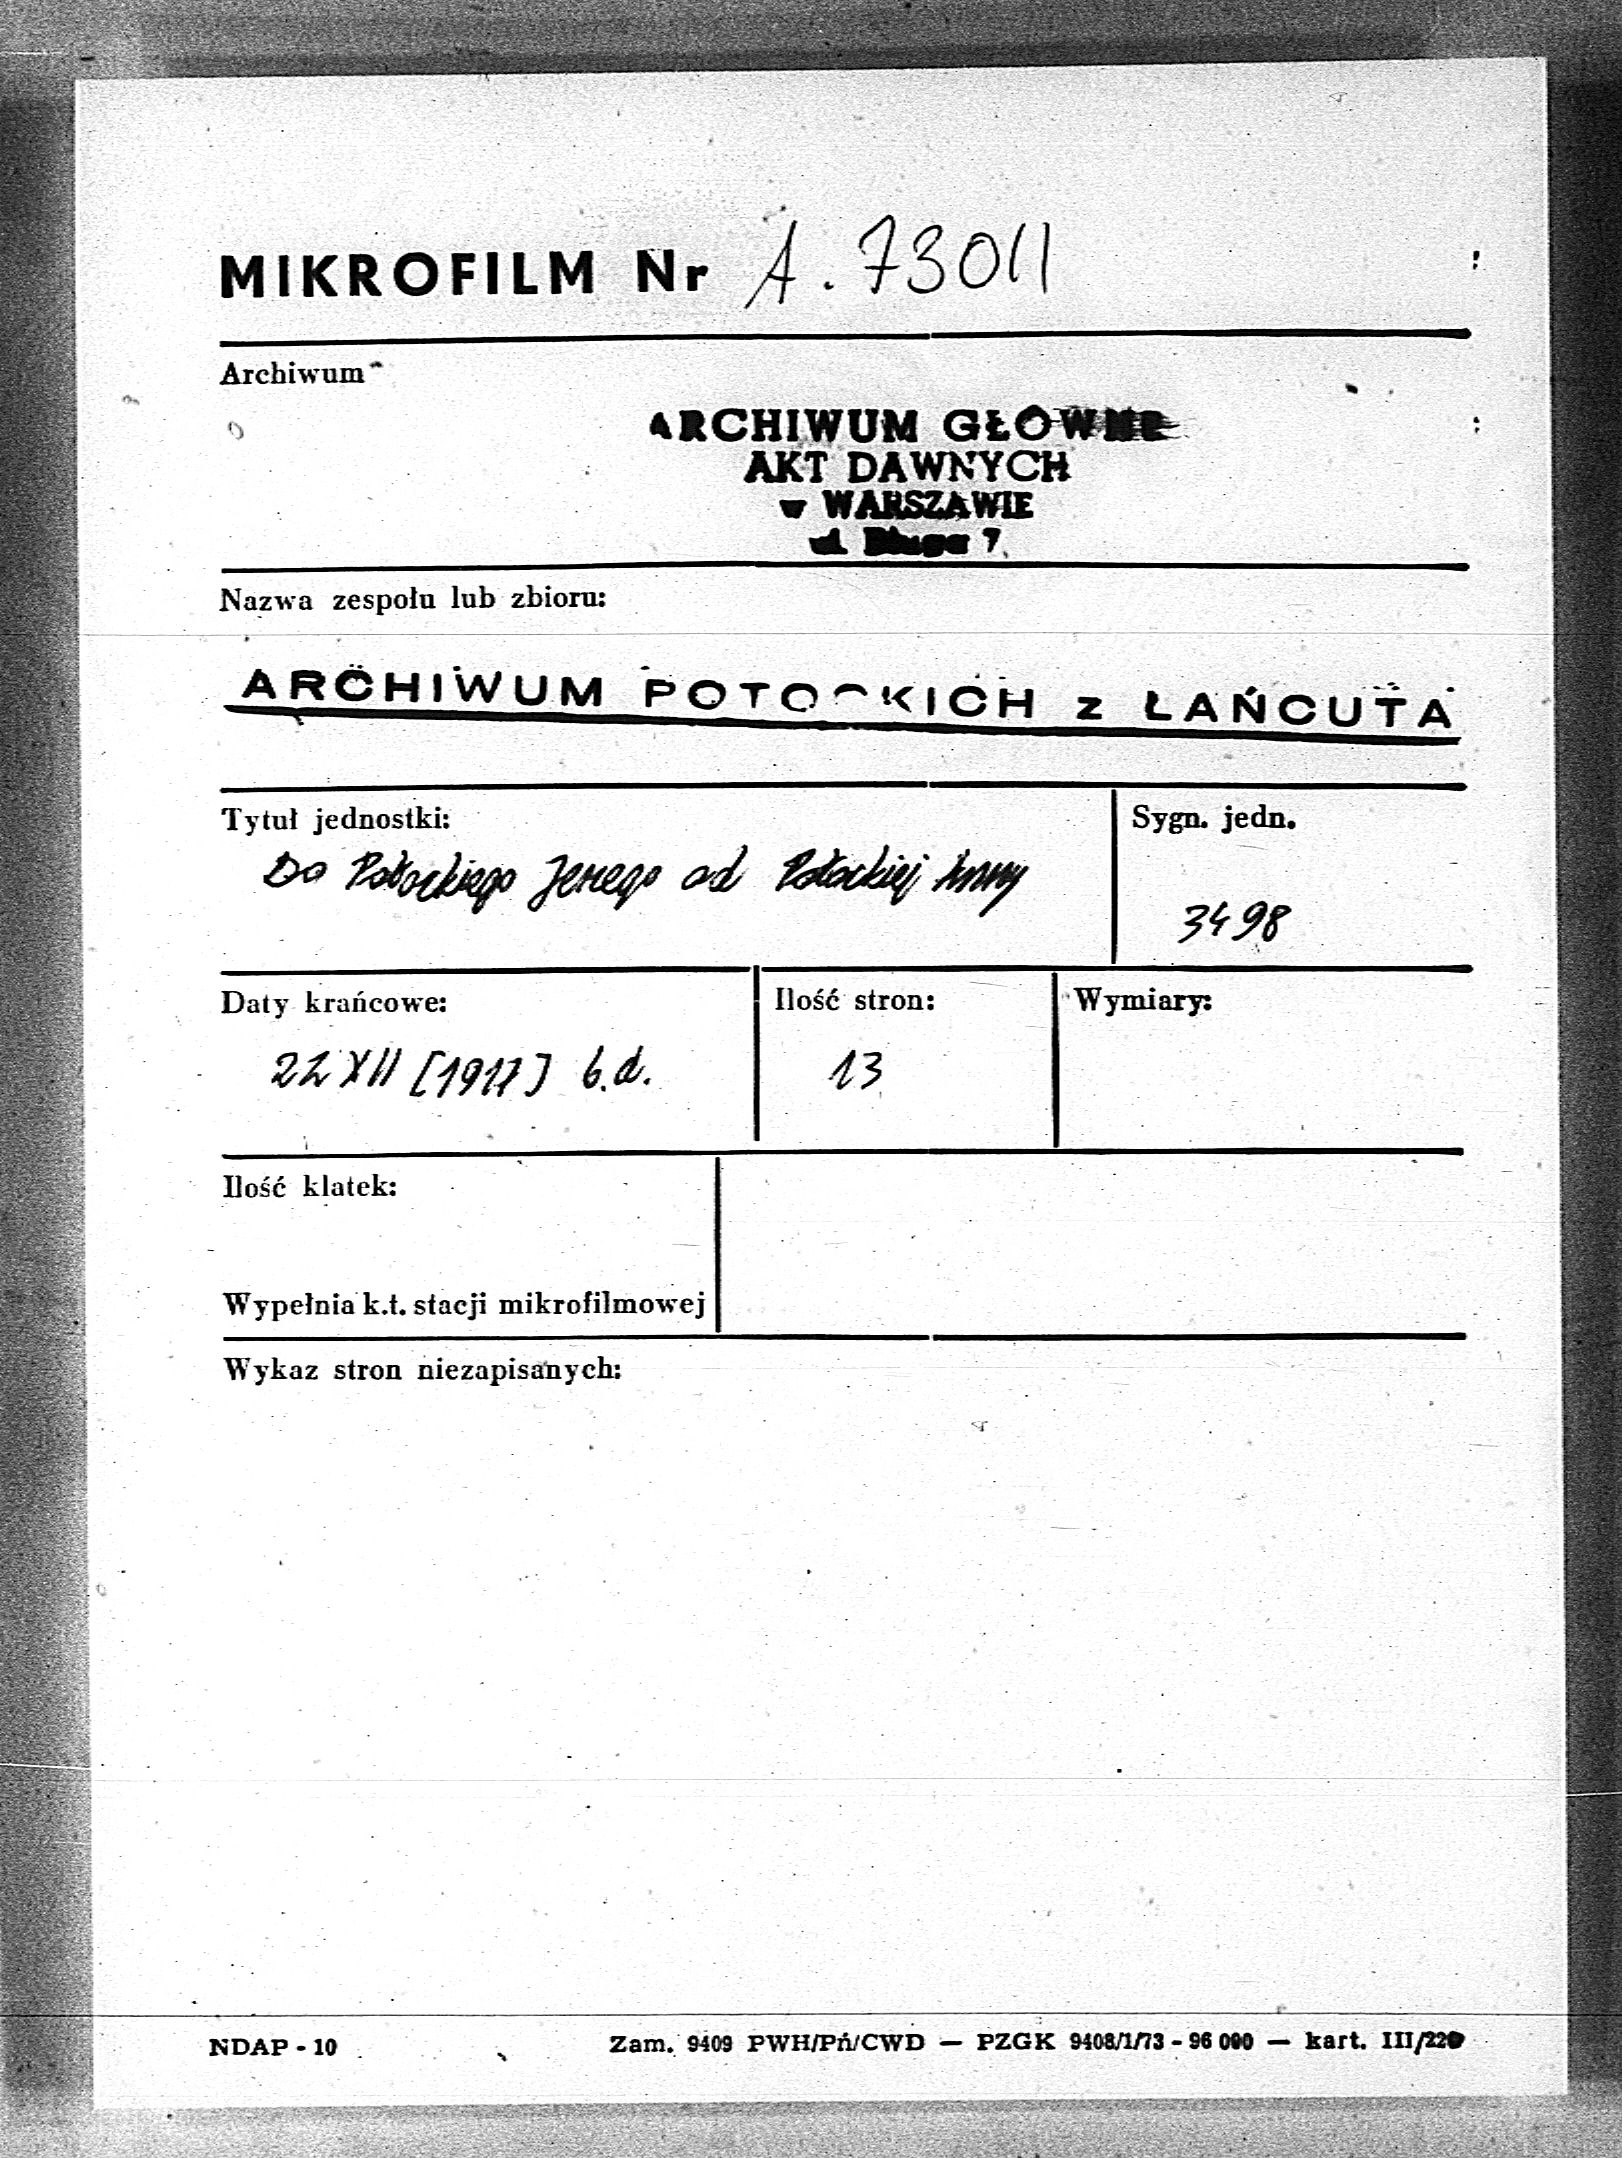 MIKROFILM Nr A. 73011
Archiwum
ARCHIWUM GŁÓWNE
AKT DAWNYCH
w WARSZAWIE
ul. Długa 7
Nazwa zespołu lub zbioru:
ARCHIWUM POTOCKICH z ŁAŃCUTA
Tytuł jednostki:
Sygn. jedn.
Do Potockiego Jerzego od Potockiej Anny
3498
Daty krańcowe:
Ilość stron:
Wymiary:
22 XII [1917] b.d.
13
Ilość klatek:
Wypełnia k.t. stacji mikrofilmowej
Wykaz stron niezapisanych:
NDAP - 10
Zam. 9409 PWH/Pń/CWD — PZGK 9408/1/73 - 96 000 — kart. III/220